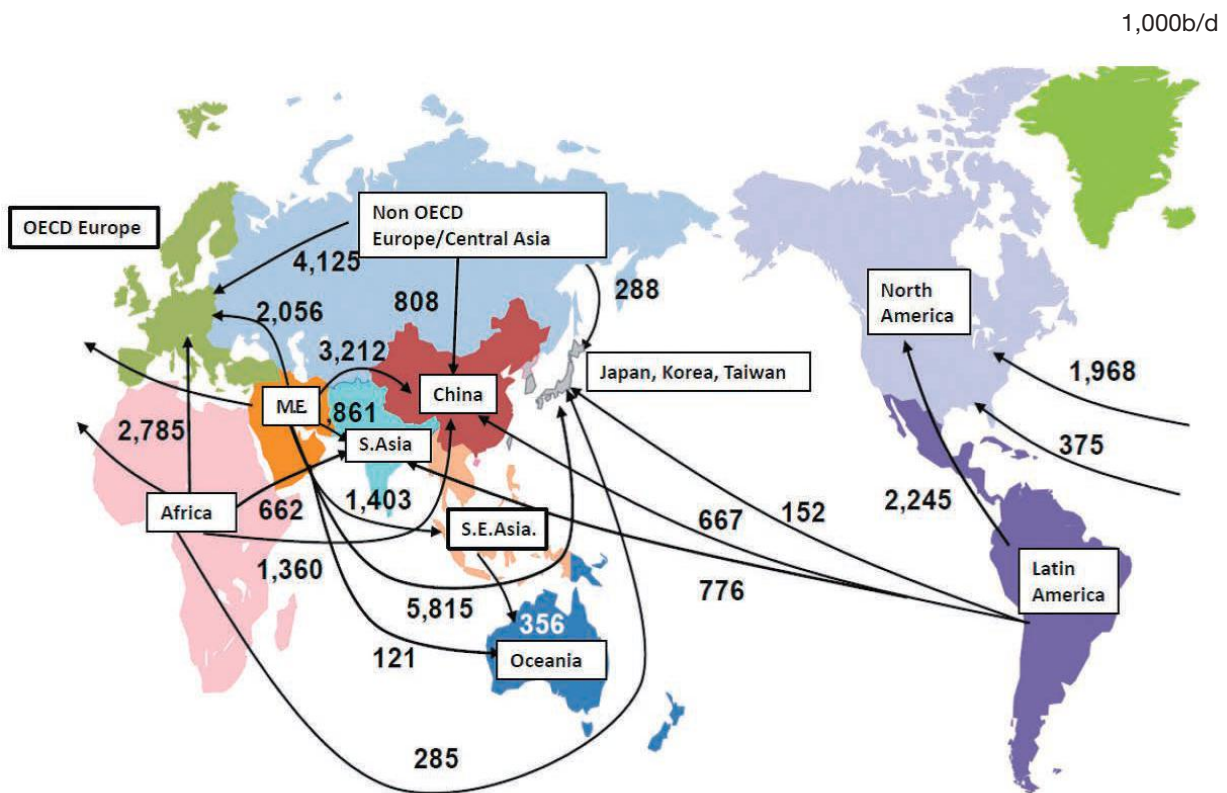 1,000b/d
OECD Europe
Non OECD
Europe/Central Asia
4,125
2,056
808
288
3,212
North
America
1,968
M.E.
China
Japan, Korea, Taiwan
,861
2,785
S.Asia
375
Africa
662
1,403
S.E.Asia.
667
152
2,245
1,360
5,815
776
Latin
America
356
121
Oceania
285